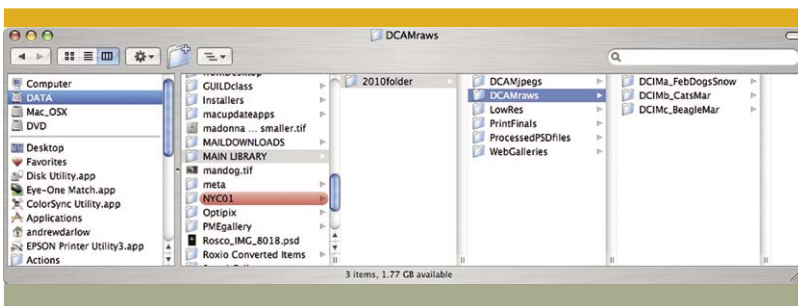 DCAMraws
Computer
DATA
Mac_OSX
DVD
Desktop
Favorites
Disk Utility.app
Eye-One Match.app
ColorSync Utility.app
Applications
andrewdarlow
EPSON Printer Utility3.app
Actions
GUILDclass
Installers
macupdateapps
madonna ... smaller.tif
MAILDOWNLOADS
MAIN LIBRARY
mandog.tif
meta
NYC01
Optipix
PMEgallery
Rosco_IMG_8018.psd
Roxio Converted Items
2010folder
DCAMjpegs
DCAMraws
LowRes
PrintFinals
ProcessedPSDfiles
WebGalleries
DCIMa_FebDogsSnow
DCIMb_CatsMar
DCIMc_BeagleMar
3 items, 1.77 GB available